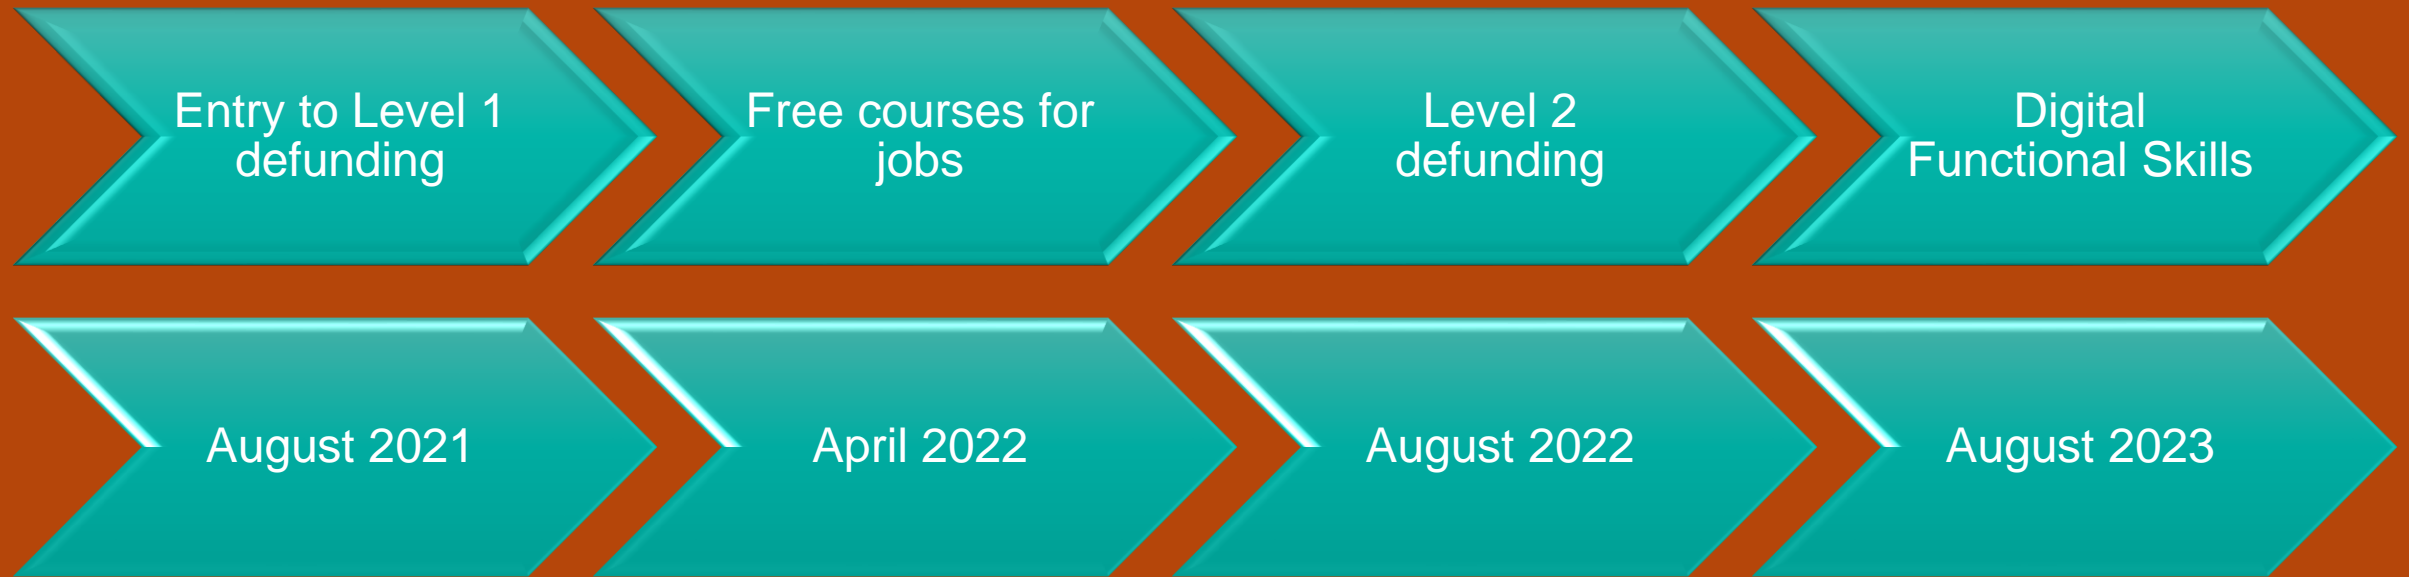 Entry to Level 1
defunding
Free courses for
jobs
Level 2
defunding
Digital
Functional Skills
August 2021
April 2022
August 2022
August 2023